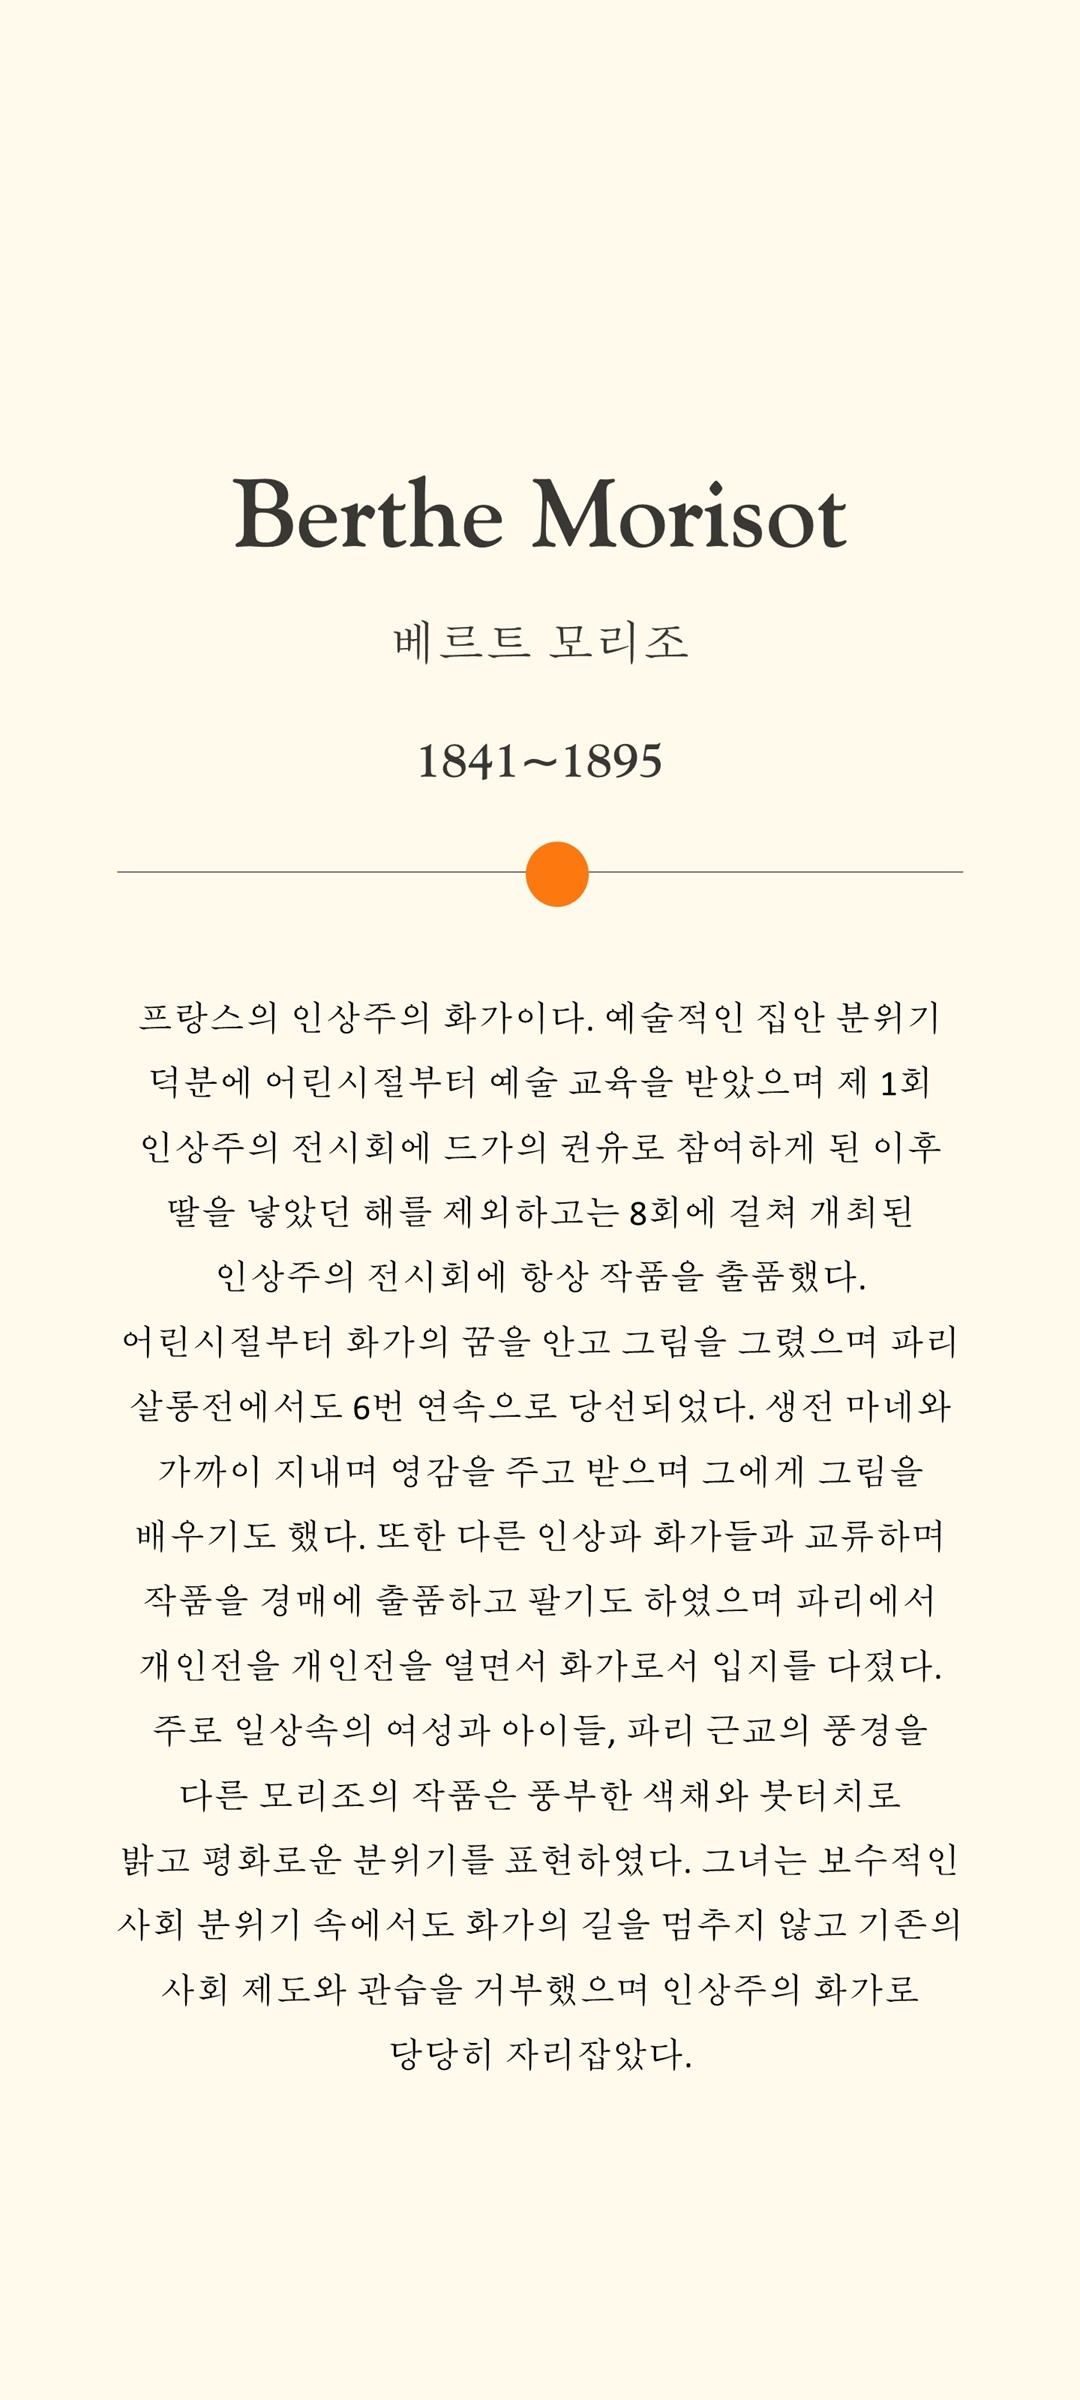 Berthe Morisot
베르트 모리조
1841~1895
프랑스의 인상주의 화가이다. 예술적인 집안 분위기
덕분에 어린시절부터 예술 교육을 받았으며 제 1회
인상주의 전시회에 드가의 권유로 참여하게 된 이후
딸을 낳았던 해를 제외하고는 8회에 걸쳐 개최된
인상주의 전시회에 항상 작품을 출품했다.
어린시절부터 화가의 꿈을 안고 그림을 그렸으며 파리
살롱전에서도 6번 연속으로 당선되었다. 생전 마네와
가까이 지내며 영감을 주고 받으며 그에게 그림을
배우기도 했다. 또한 다른 인상파 화가들과 교류하며
작품을 경매에 출품하고 팔기도 하였으며 파리에서
개인전을 개인전을 열면서 화가로서 입지를 다졌다.
주로 일상속의 여성과 아이들, 파리 근교의 풍경을
다른 모리조의 작품은 풍부한 색채와 붓터치로
밝고 평화로운 분위기를 표현하였다. 그녀는 보수적인
사회 분위기 속에서도 화가의 길을 멈추지 않고 기존의
사회 제도와 관습을 거부했으며 인상주의 화가로
당당히 자리잡았다.